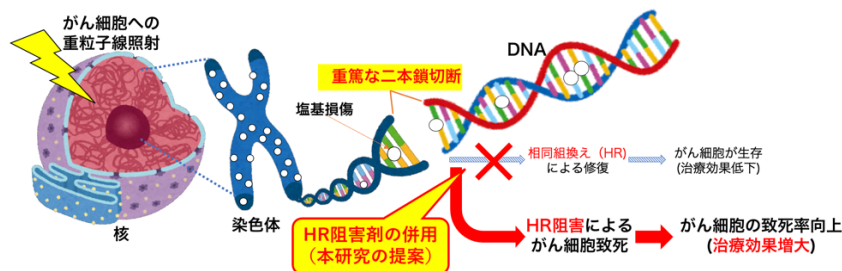 がん細胞への
重粒子線照射
核
染色体
塩基損傷
重篤な二本鎖切断
DNA
相同組換え（HR)
による修復
がん細胞が生存
(治療効果低下)
HR阻害剤の併用
（本研究の提案）
HR阻害による
がん細胞致死
がん細胞の致死率向上
(治療効果増大)